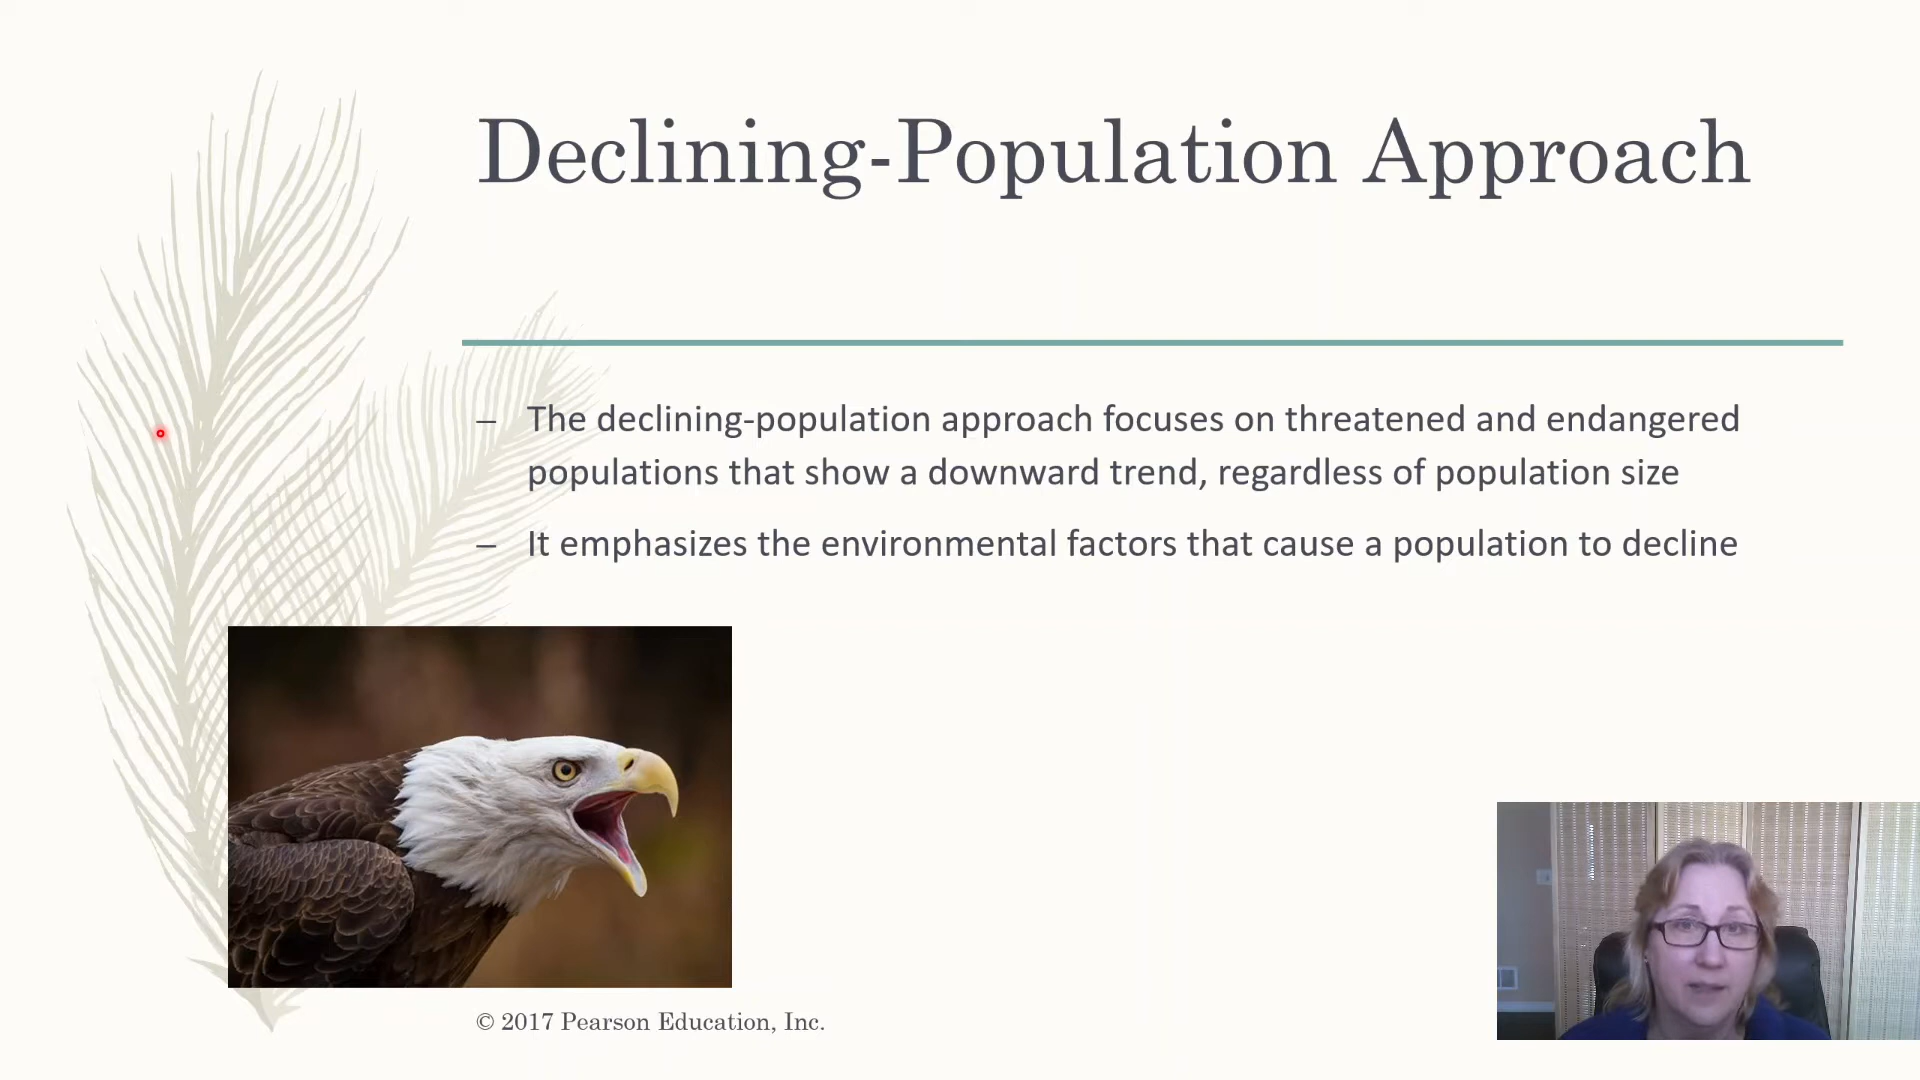 Declining-Population Approach
– The declining-population approach focuses on threatened and endangered
populations that show a downward trend, regardless of population size
– It emphasizes the environmental factors that cause a population to decline
© 2017 Pearson Education, Inc.